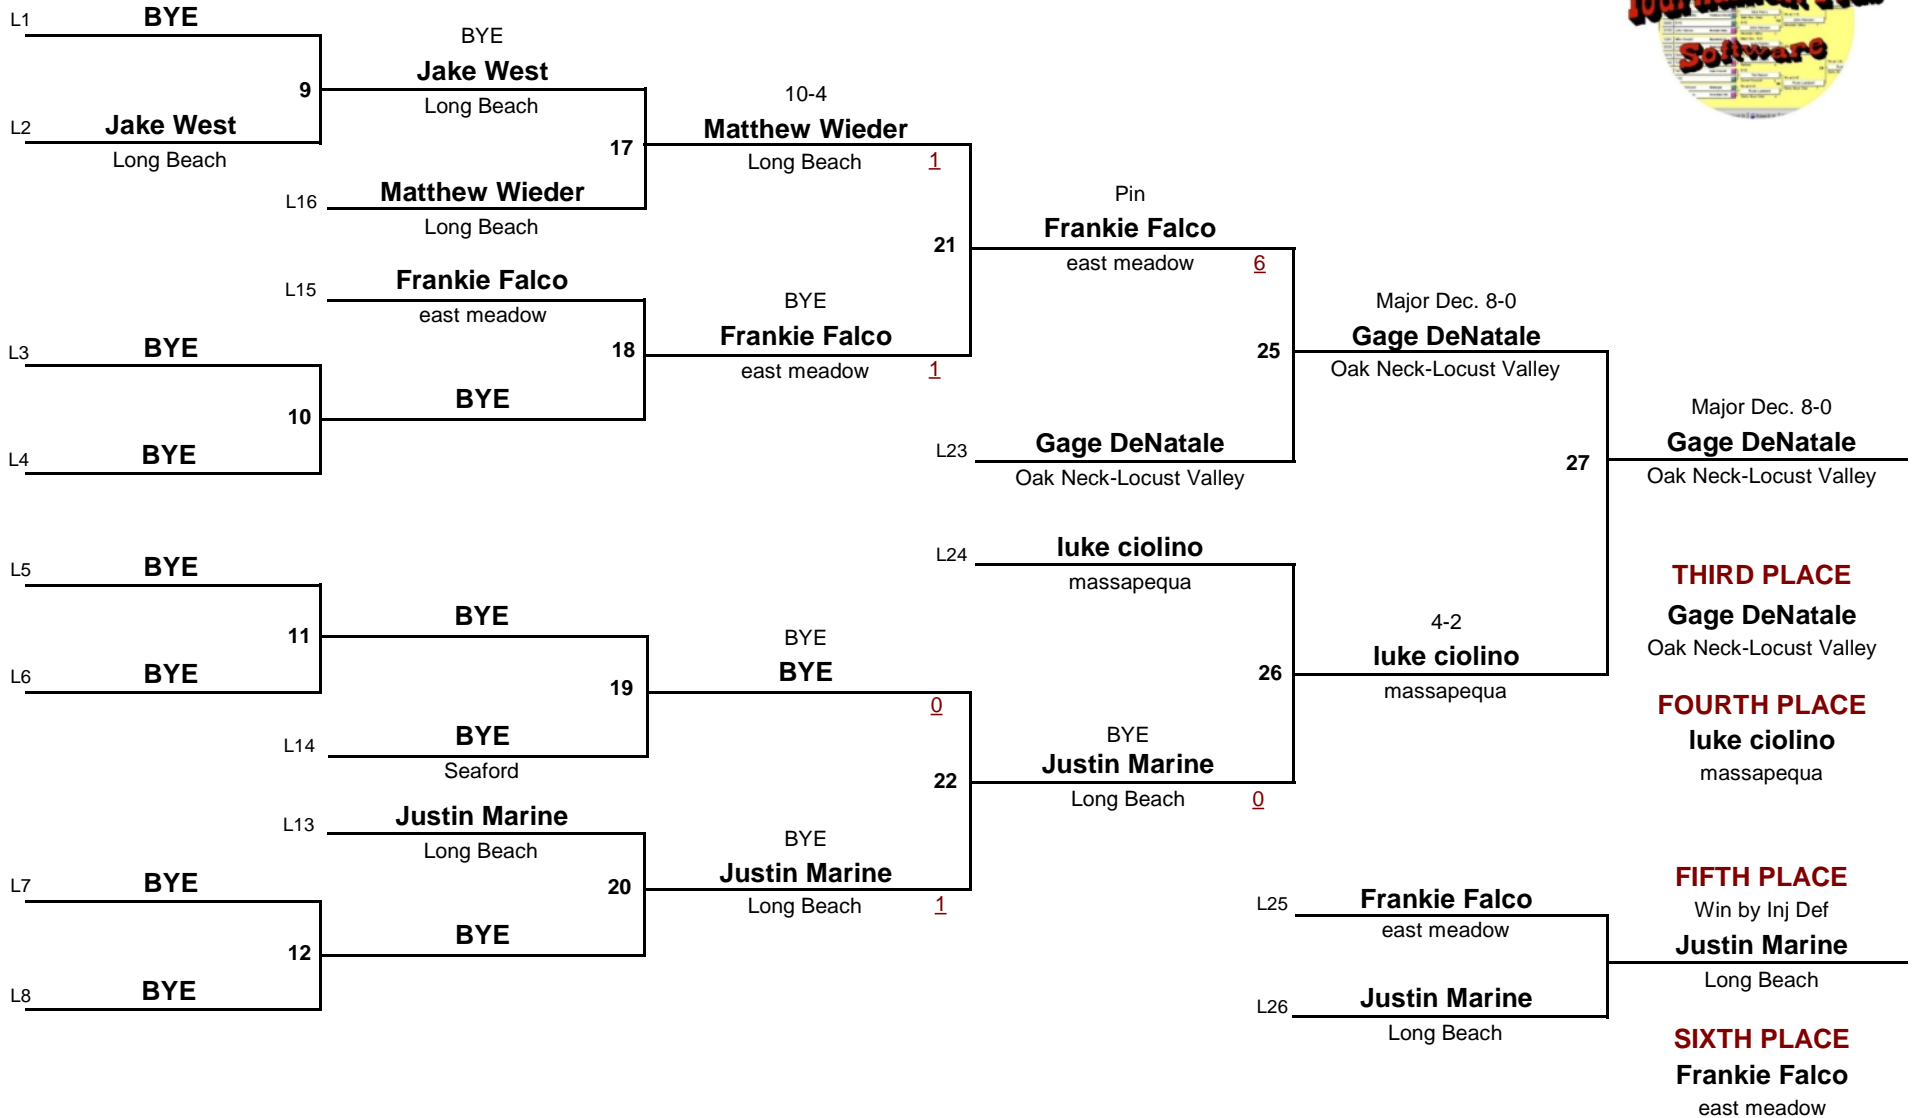 L1
BYE
9
L2
Jake West
Long Beach
BYE
Jake West
Long Beach
17
L16
Matthew Wieder
Long Beach
10-4
Matthew Wieder
Long Beach
1
L15
Frankie Falco
east meadow
L3
BYE
10
L4
BYE
BYE
18
BYE
Frankie Falco
east meadow
1
21
Pin
Frankie Falco
east meadow
6
25
L23
Gage DeNatale
Oak Neck-Locust Valley
Major Dec. 8-0
Gage DeNatale
Oak Neck-Locust Valley
L5
BYE
11
L6
BYE
BYE
19
L14
BYE
Seaford
BYE
BYE
0
L13
Justin Marine
Long Beach
L7
BYE
12
L8
BYE
BYE
20
BYE
Justin Marine
Long Beach
1
22
BYE
Justin Marine
Long Beach
0
L24
luke ciolino
massapequa
26
4-2
luke ciolino
massapequa
27
Major Dec. 8-0
Gage DeNatale
Oak Neck-Locust Valley
THIRD PLACE
Gage DeNatale
Oak Neck-Locust Valley
FOURTH PLACE
luke ciolino
massapequa
L25
Frankie Falco
east meadow
L26
Justin Marine
Long Beach
FIFTH PLACE
Win by Inj Def
Justin Marine
Long Beach
SIXTH PLACE
Frankie Falco
east meadow
Software